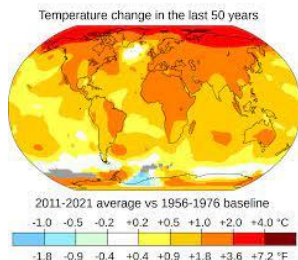 Temperature change in the last 50 years
2011-2021 average vs 1956-1976 baseline
-1.0 -0.5 -0.2 +0.2 +0.5 +1.0 +2.0 +4.0 °C
-1.8 -0.9 -0.4 +0.4 +0.9 +1.8 +3.6 +7.2 °F